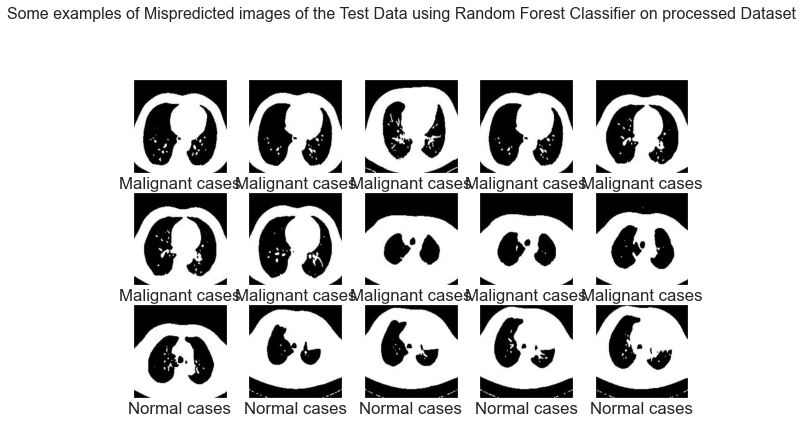 Some examples of Mispredicted images of the Test Data using Random Forest Classifier on processed Dataset
Malignant cases Malignant cases Malignant cases Malignant cases Malignant cases
Malignant cases Malignant cases Malignant cases Malignant cases Malignant cases
Normal cases Normal cases Normal cases Normal cases Normal cases